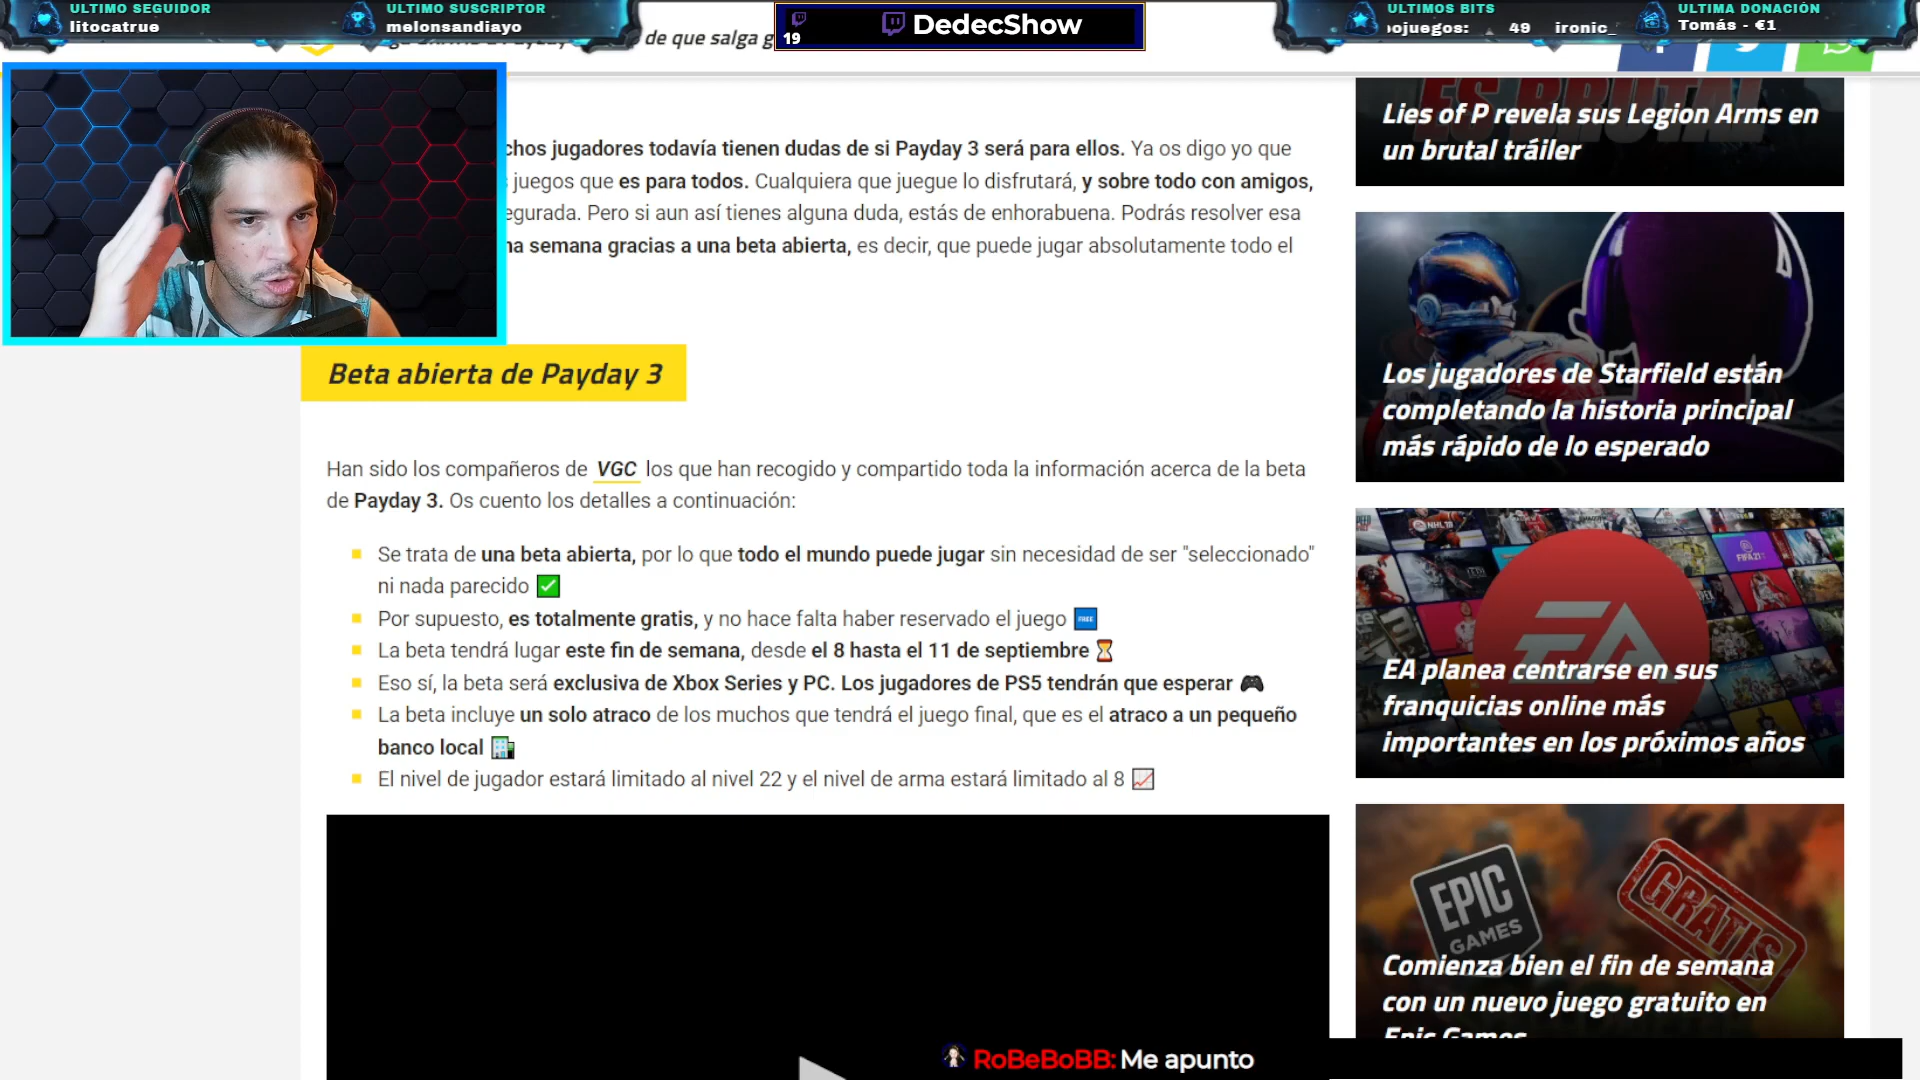 ULTIMO SEGUIDOR
litocatrue
ULTIMO SUSCRIPTOR
melonsandiayo
19
DedecShow
ULTIMOS BITS
ojuegos: 49 ironic_
ULTIMA DONACIÓN
Tomás - €1
de que salga g
chos jugadores todavía tienen dudas de si Payday 3 será para ellos. Ya os digo yo que
juegos que es para todos. Cualquiera que juegue lo disfrutará, y sobre todo con amigos,
egurada. Pero si aun así tienes alguna duda, estás de enhorabuena. Podrás resolver esa
na semana gracias a una beta abierta, es decir, que puede jugar absolutamente todo el
Beta abierta de Payday 3
Han sido los compañeros de VGC los que han recogido y compartido toda la información acerca de la beta
de Payday 3. Os cuento los detalles a continuación:
Se trata de una beta abierta, por lo que todo el mundo puede jugar sin necesidad de ser "seleccionado"
ni nada parecido ✅
Por supuesto, es totalmente gratis, y no hace falta haber reservado el juego 🆓
La beta tendrá lugar este fin de semana, desde el 8 hasta el 11 de septiembre ⏳
Eso sí, la beta será exclusiva de Xbox Series y PC. Los jugadores de PS5 tendrán que esperar 🎮
La beta incluye un solo atraco de los muchos que tendrá el juego final, que es el atraco a un pequeño
banco local 🏦
El nivel de jugador estará limitado al nivel 22 y el nivel de arma estará limitado al 8 📈
RoBeBoBB: Me apunto
ES BRUTAL
Lies of P revela sus Legion Arms en
un brutal tráiler
Los jugadores de Starfield están
completando la historia principal
más rápido de lo esperado
NHL
FIFA 21
EA
EA planea centrarse en sus
franquicias online más
importantes en los próximos años
EPIC
GAMES
GRATIS
Comienza bien el fin de semana
con un nuevo juego gratuito en
Epic Games